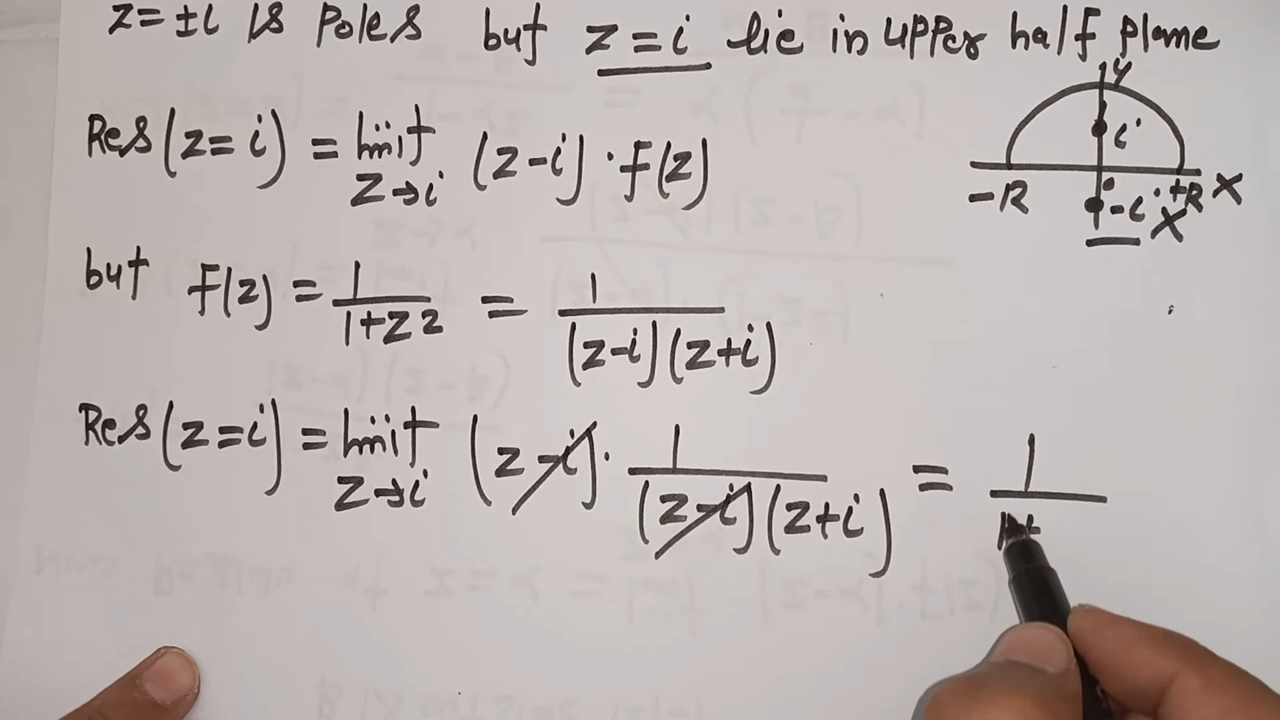 z = ±i is Poles but z = i lie in upper half plane
y
i
-R +R X
-i X
Res(z = i) = limit z→i (z-i) · f(z)
but f(z) = 1/(1+z²) = 1/((z-i)(z+i))
Res(z = i) = limit z→i (z-i) · 1/((z-i)(z+i)) = 1/